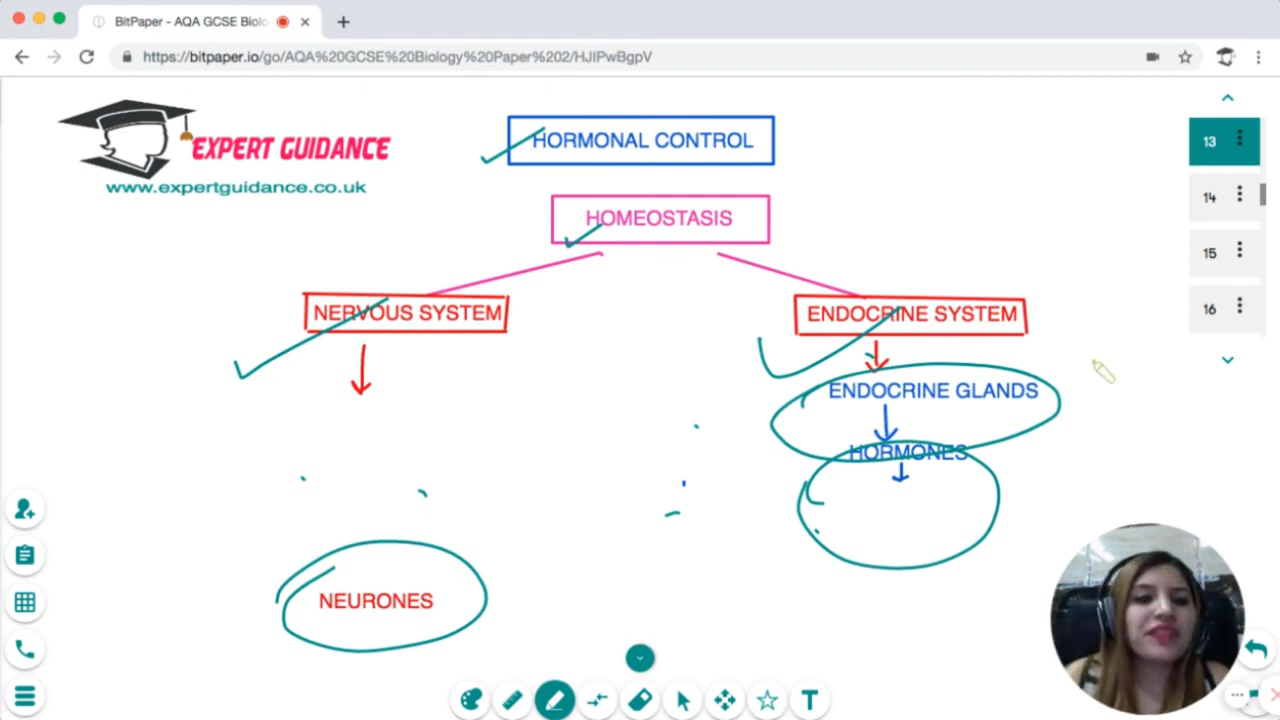 BitPaper - AQA GCSE Biolo
https://bitpaper.io/go/AQA%20GCSE%20Biology%20Paper%202/HJIPwBgpV
EXPERT GUIDANCE
www.expertguidance.co.uk
HORMONAL CONTROL
13
HOMEOSTASIS
14
15
NERVOUS SYSTEM
ENDOCRINE SYSTEM
16
ENDOCRINE GLANDS
HORMONES
NEURONES
T